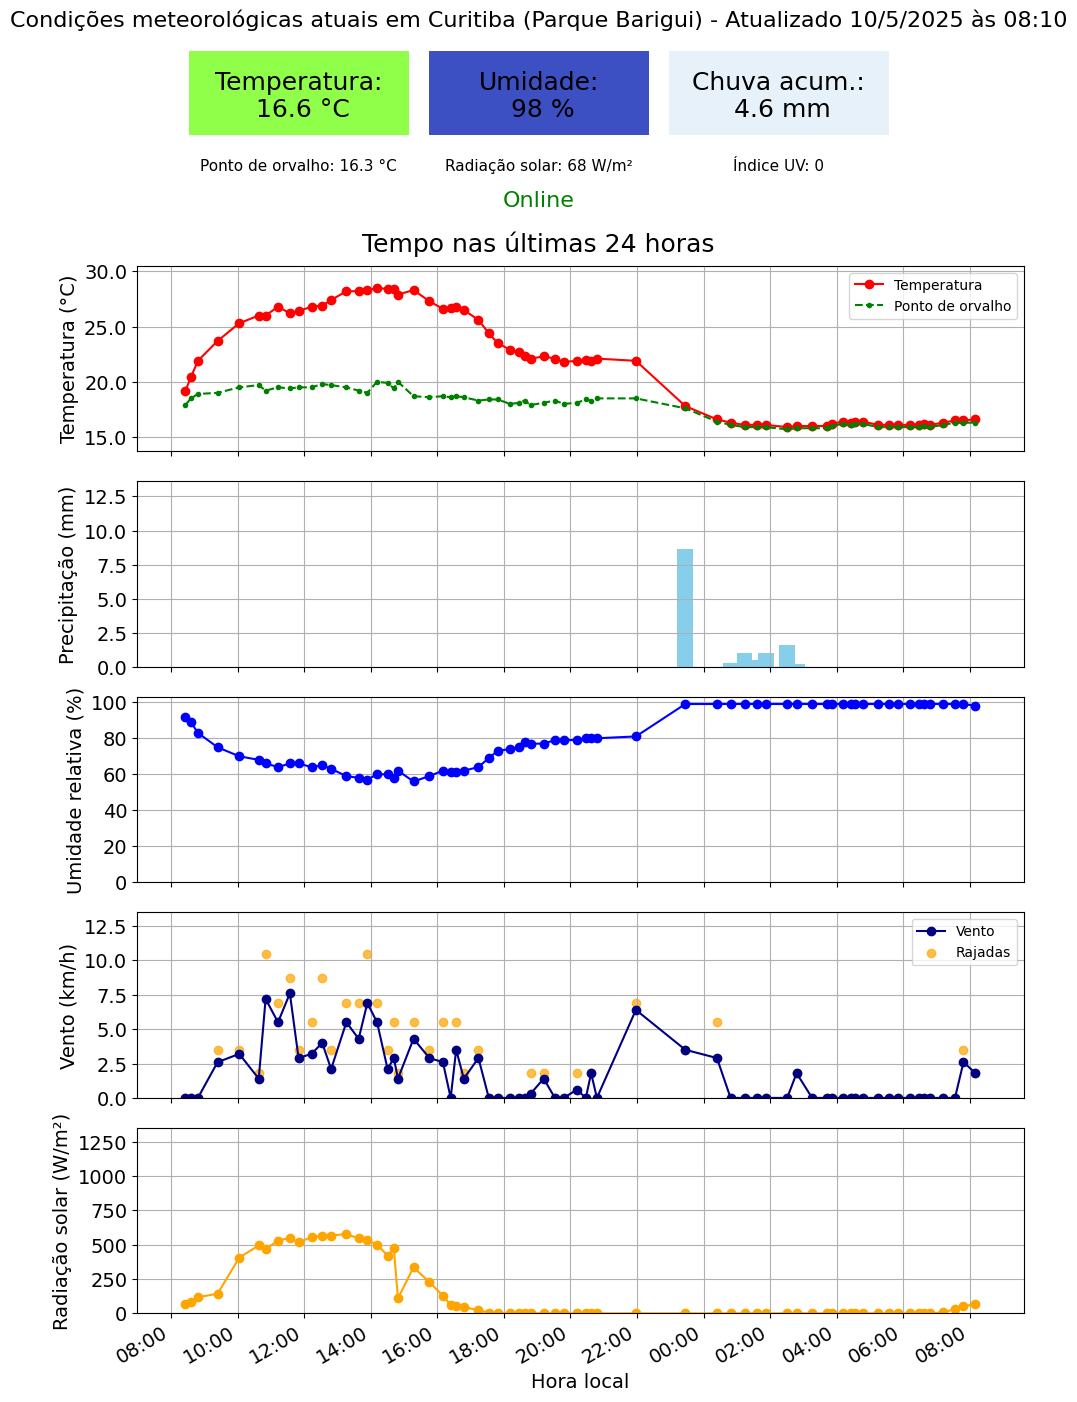 Condições meteorológicas atuais em Curitiba (Parque Barigui) - Atualizado 10/5/2025 às 08:10
Temperatura:
16.6 °C
Umidade:
98 %
Chuva acum.:
4.6 mm
Ponto de orvalho: 16.3 °C
Radiação solar: 68 W/m²
Índice UV: 0
Online
Tempo nas últimas 24 horas
Temperatura (°C)
30.0
25.0
20.0
15.0
Temperatura
Ponto de orvalho
Precipitação (mm)
12.5
10.0
7.5
5.0
2.5
0.0
Umidade relativa (%)
100
80
60
40
20
0
Vento (km/h)
12.5
10.0
7.5
5.0
2.5
0.0
Vento
Rajadas
Radiação solar (W/m²)
1250
1000
750
500
250
0
08:00 10:00 12:00 14:00 16:00 18:00 20:00 22:00 00:00 02:00 04:00 06:00 08:00
Hora local